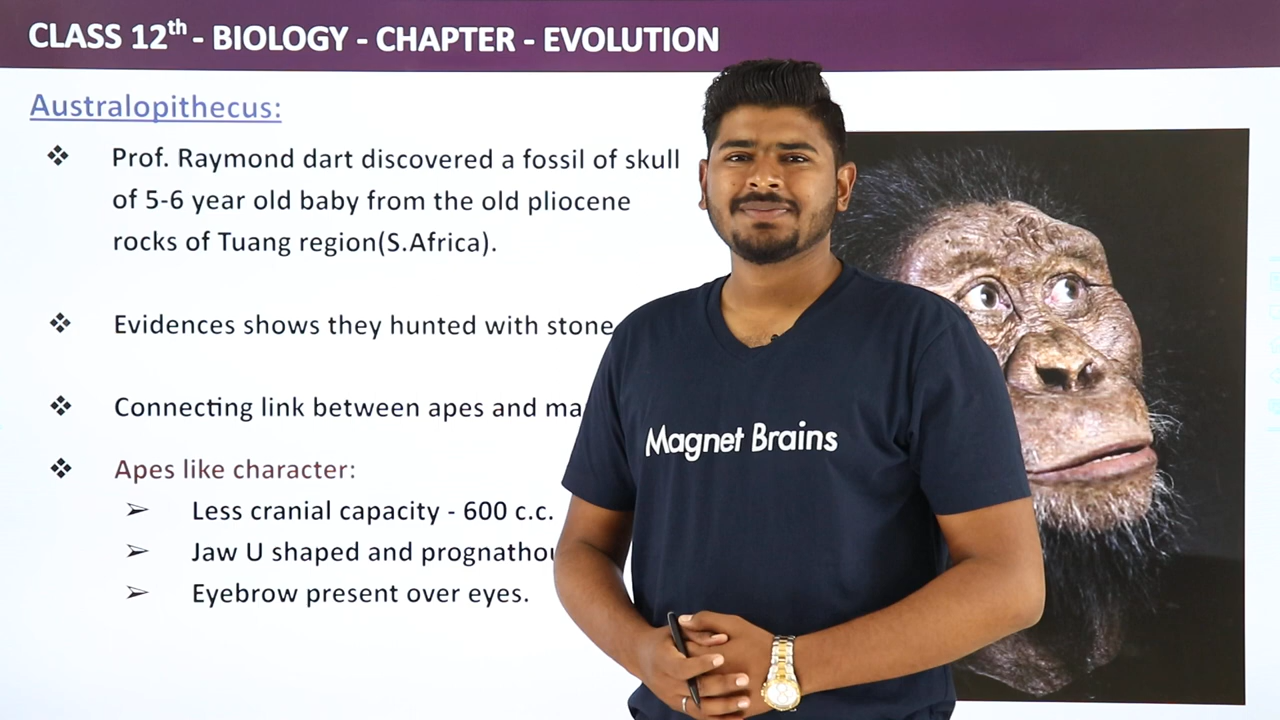 CLASS 12th - BIOLOGY - CHAPTER - EVOLUTION
Australopithecus:
❖ Prof. Raymond dart discovered a fossil of skull
of 5-6 year old baby from the old pliocene
rocks of Tuang region(S.Africa).
❖ Evidences shows they hunted with stone
❖ Connecting link between apes and ma
❖ Apes like character:
➢ Less cranial capacity - 600 c.c.
➢ Jaw U shaped and prognathou
➢ Eyebrow present over eyes.
Magnet Brains